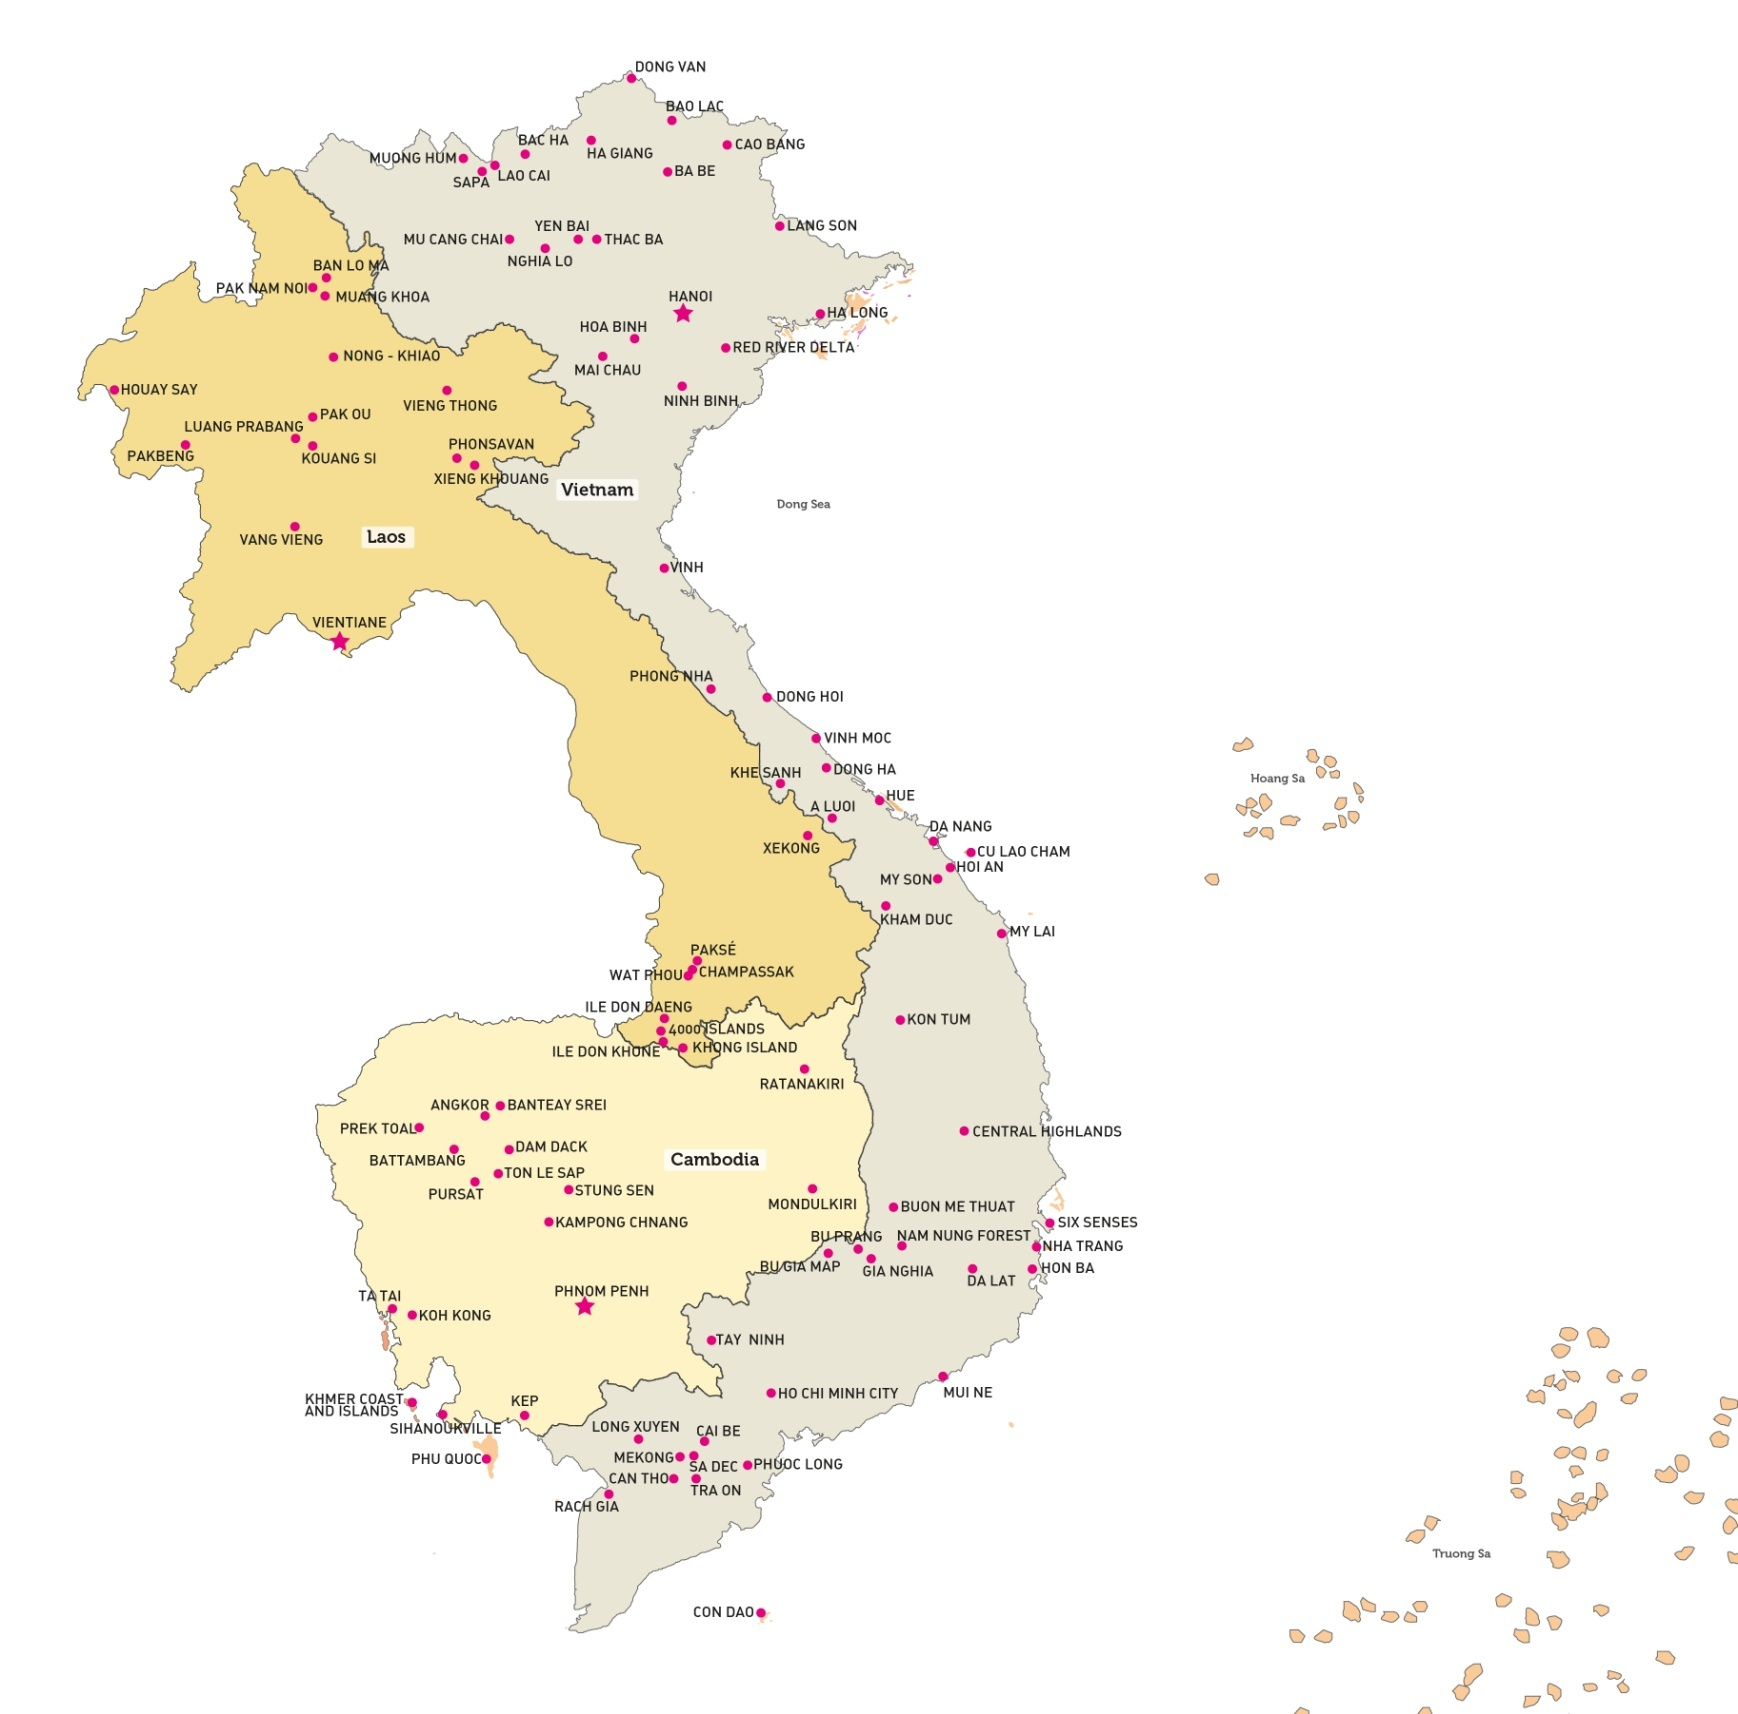 DONG VAN
BAO LAC
BAC HA
HA GIANG
CAO BANG
MUONG HUM
SAPA
LAO CAI
BA BE
YEN BAI
LANG SON
MU CANG CHAI
THAC BA
NGHIA LO
BAN LO MA
PAK NAM NOI
MUANG KHOA
HANOI
HA LONG
HOA BINH
RED RIVER DELTA
NONG - KHIAO
MAI CHAU
HOUAY SAY
VIENG THONG
NINH BINH
PAK OU
LUANG PRABANG
PHONSAVAN
PAKBENG
KOUANG SI
XIENG KHOUANG
Vietnam
Dong Sea
VANG VIENG
Laos
VINH
VIENTIANE
PHONG NHA
DONG HOI
VINH MOC
KHE SANH
DONG HA
Hoang Sa
HUE
A LUOI
DA NANG
XEKONG
CU LAO CHAM
HOI AN
MY SON
KHAM DUC
MY LAI
PAKSÉ
WAT PHOU
CHAMPASSAK
ILE DON DAENG
4000 ISLANDS
KON TUM
ILE DON KHONE
KHONG ISLAND
RATANAKIRI
ANGKOR
BANTEAY SREI
PREK TOAL
CENTRAL HIGHLANDS
DAM DACK
BATTAMBANG
Cambodia
TON LE SAP
PURSAT
STUNG SEN
MONDULKIRI
BUON ME THUAT
KAMPONG CHNANG
SIX SENSES
BU PRANG
NAM NUNG FOREST
NHA TRANG
BU GIA MAP
GIA NGHIA
HON BA
DA LAT
PHNOM PENH
TA TAI
KOH KONG
TAY NINH
HO CHI MINH CITY
MUI NE
KHMER COAST
AND ISLANDS
KEP
SIHANOUKVILLE
LONG XUYEN
CAI BE
PHU QUOC
MEKONG
SA DEC
PHUOC LONG
CAN THO
TRA ON
RACH GIA
Truong Sa
CON DAO